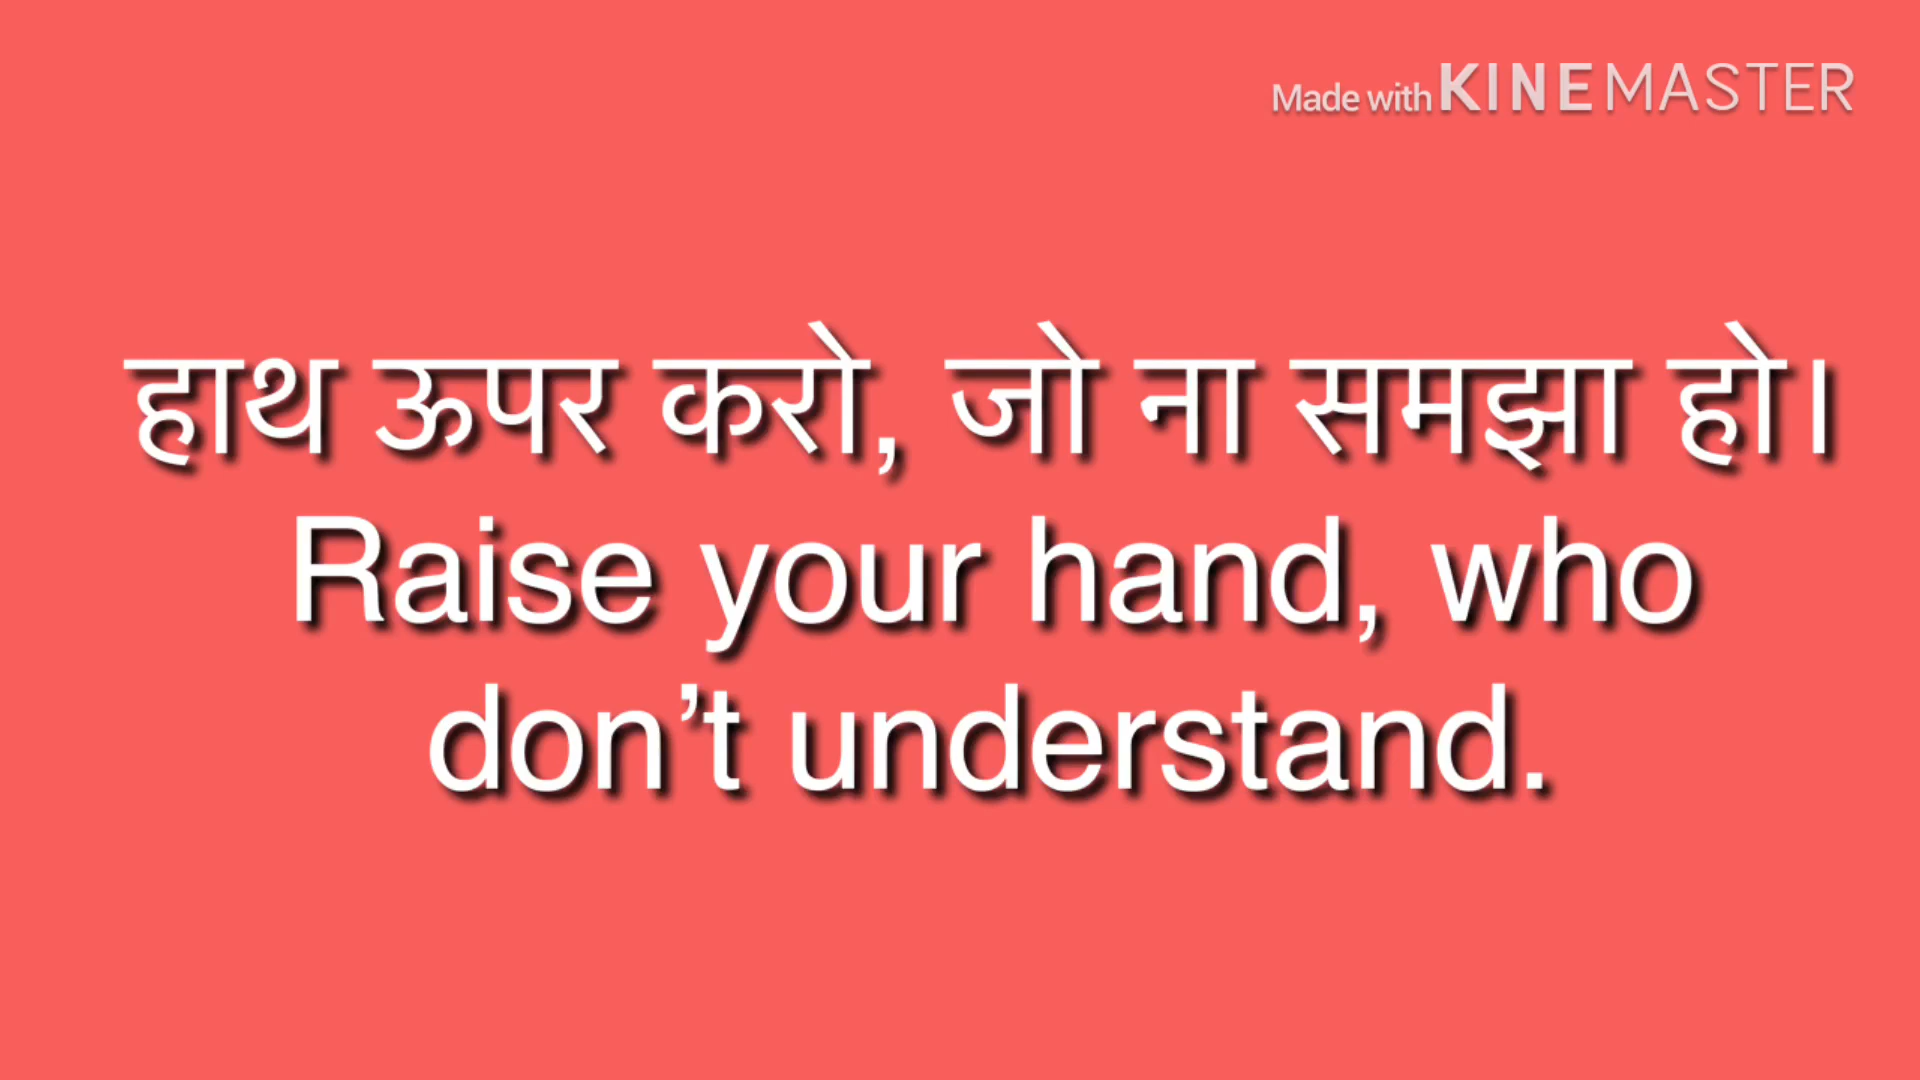 Made with KINEMASTER
हाथ ऊपर करो, जो ना समझा हो।
Raise your hand, who
don’t understand.